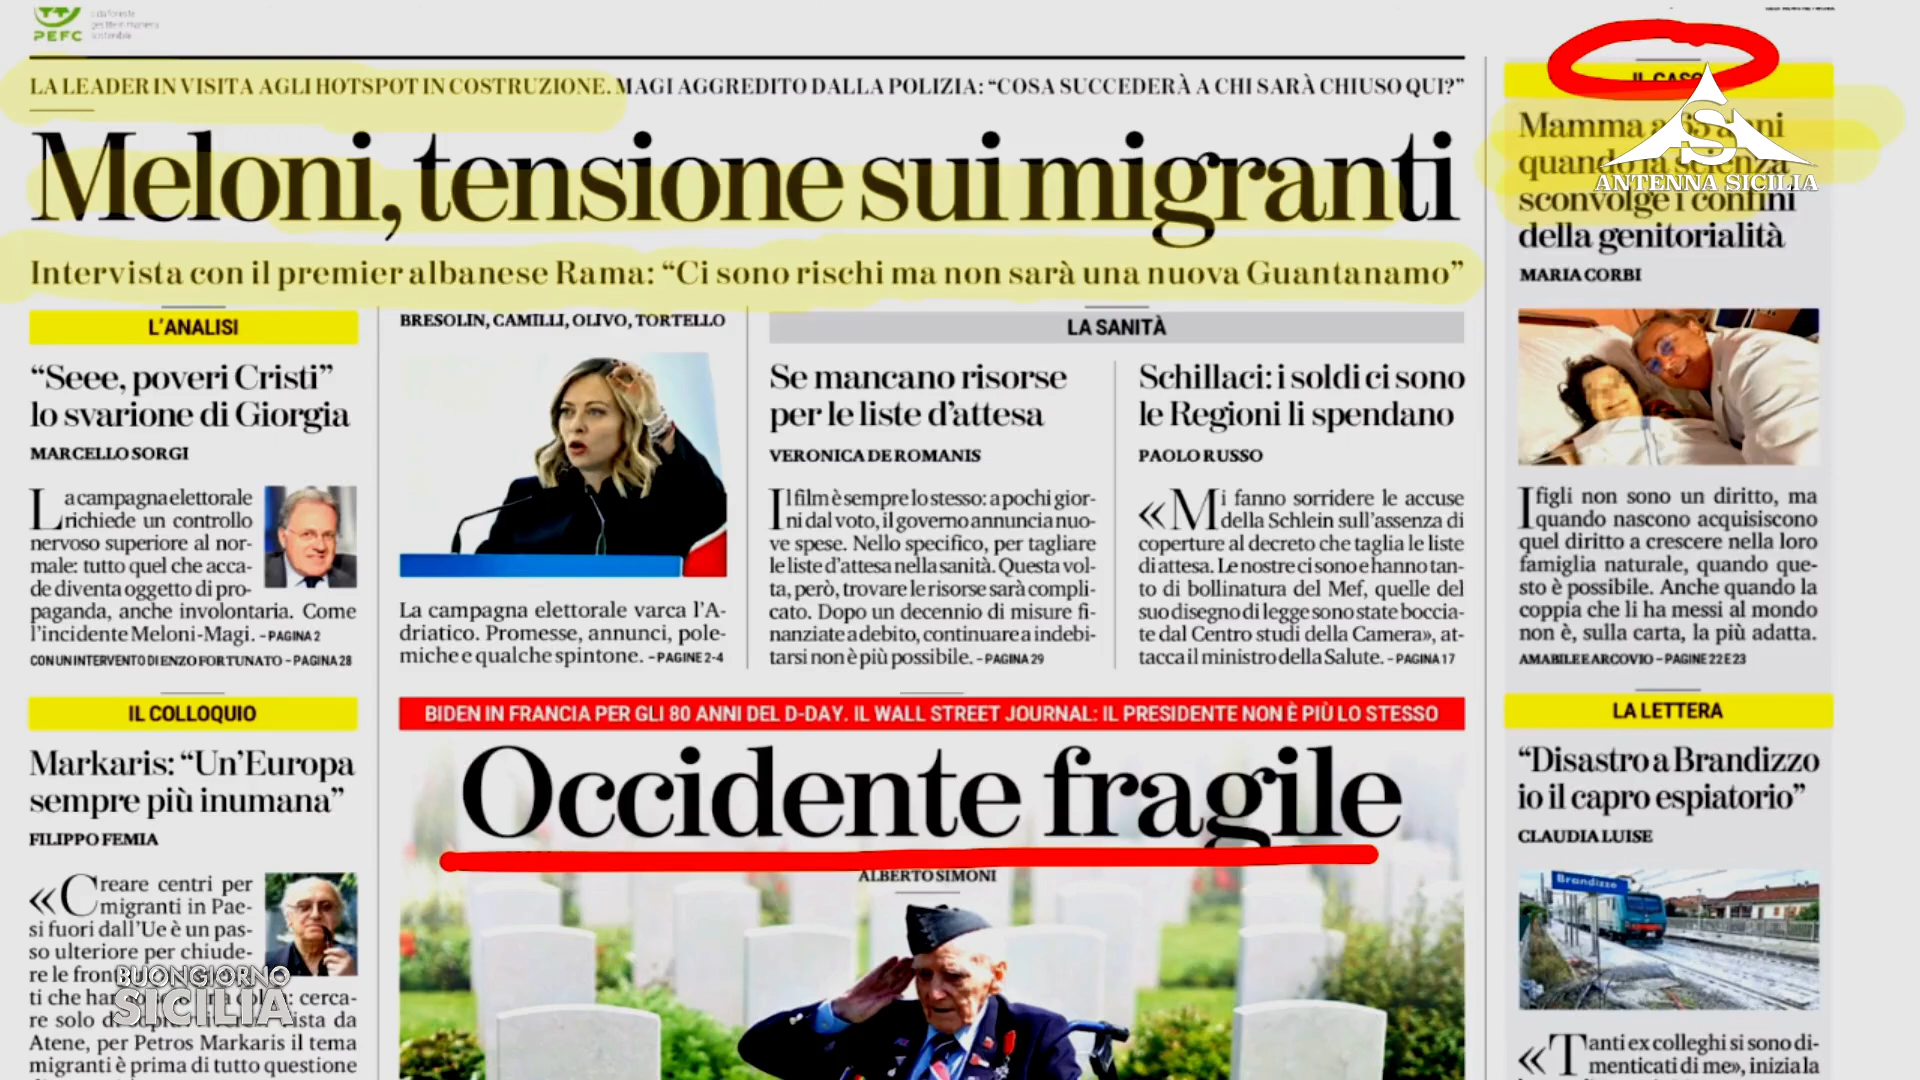 PEFC
LA LEADER IN VISITA AGLI HOTSPOT IN COSTRUZIONE. MAGI AGGREDITO DALLA POLIZIA: “COSA SUCCEDERÀ A CHI SARÀ CHIUSO QUI?”
Meloni, tensione sui migranti
Intervista con il premier albanese Rama: “Ci sono rischi ma non sarà una nuova Guantanamo”
L’ANALISI
“Seee, poveri Cristi”
lo svarione di Giorgia
MARCELLO SORGI
La campagna elettorale
richiede un controllo
nervoso superiore al nor-
male: tutto quel che acca-
de diventa oggetto di pro-
paganda, anche involontaria. Come
l’incidente Meloni-Magi. – PAGINA 2
CON UN INTERVENTO DI ENZO FORTUNATO – PAGINA 28
IL COLLOQUIO
Markaris: “Un’Europa
sempre più inumana”
FILIPPO FEMIA
«Creare centri per
migranti in Pae-
si fuori dall’Ue è un pas-
so ulteriore per chiude-
re le
ti che cerca-
re solo ista da
Atene, per Petros Markaris il tema
migranti è prima di tutto questione
BRESOLIN, CAMILLI, OLIVO, TORTELLO
La campagna elettorale varca l’A-
driatico. Promesse, annunci, pole-
miche e qualche spintone. – PAGINE 2-4
LA SANITÀ
Se mancano risorse
per le liste d’attesa
VERONICA DE ROMANIS
Il film è sempre lo stesso: a pochi gior-
ni dal voto, il governo annuncia nuo-
ve spese. Nello specifico, per tagliare
le liste d’attesa nella sanità. Questa vol-
ta, però, trovare le risorse sarà compli-
cato. Dopo un decennio di misure fi-
nanziate a debito, continuare a indebi-
tarsi non è più possibile. – PAGINA 29
Schillaci: i soldi ci sono
le Regioni li spendano
PAOLO RUSSO
«Mi fanno sorridere le accuse
della Schlein sull’assenza di
coperture al decreto che taglia le liste
di attesa. Le nostre ci sono e hanno tan-
to di bollinatura del Mef, quelle del
suo disegno di legge sono state boccia-
te dal Centro studi della Camera», at-
tacca il ministro della Salute. – PAGINA 17
BIDEN IN FRANCIA PER GLI 80 ANNI DEL D-DAY. IL WALL STREET JOURNAL: IL PRESIDENTE NON È PIÙ LO STESSO
Occidente fragile
ALBERTO SIMONI
IL CASO
Mamma a 63 anni
quando la scienza
sconvolge i confini
della genitorialità
MARIA CORBI
I figli non sono un diritto, ma
quando nascono acquisiscono
quel diritto a crescere nella loro
famiglia naturale, quando que-
sto è possibile. Anche quando la
coppia che li ha messi al mondo
non è, sulla carta, la più adatta.
AMABILE E ARCOVIO – PAGINE 22 E 23
LA LETTERA
“Disastro a Brandizzo
io il capro espiatorio”
CLAUDIA LUISE
Brandizzo
«Tanti ex colleghi si sono di-
menticati di me», inizia la
S
ANTENNA SICILIA
BUONGIORNO
SICILIA